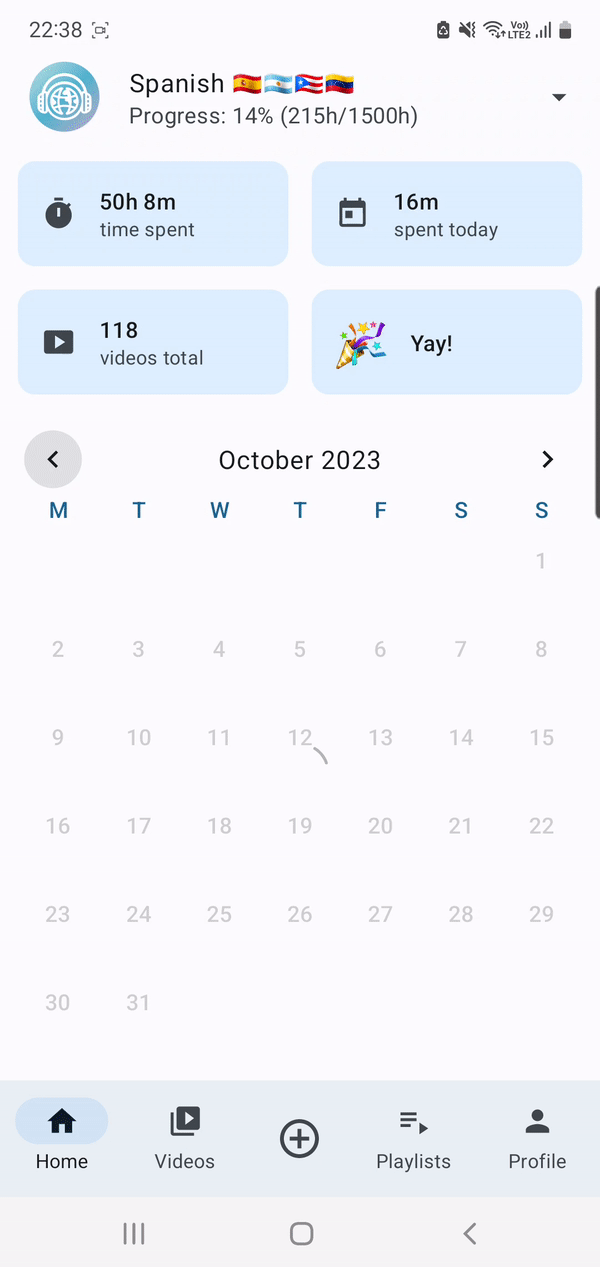 22:38
Vo) LTE2
Spanish 🇪🇸🇦🇷🇵🇷🇻🇪
Progress: 14% (215h/1500h)
50h 8m
time spent
16m
spent today
118
videos total
Yay!
October 2023
M T W T F S S
1
2 3 4 5 6 7 8
9 10 11 12 13 14 15
16 17 18 19 20 21 22
23 24 25 26 27 28 29
30 31
Home Videos Playlists Profile